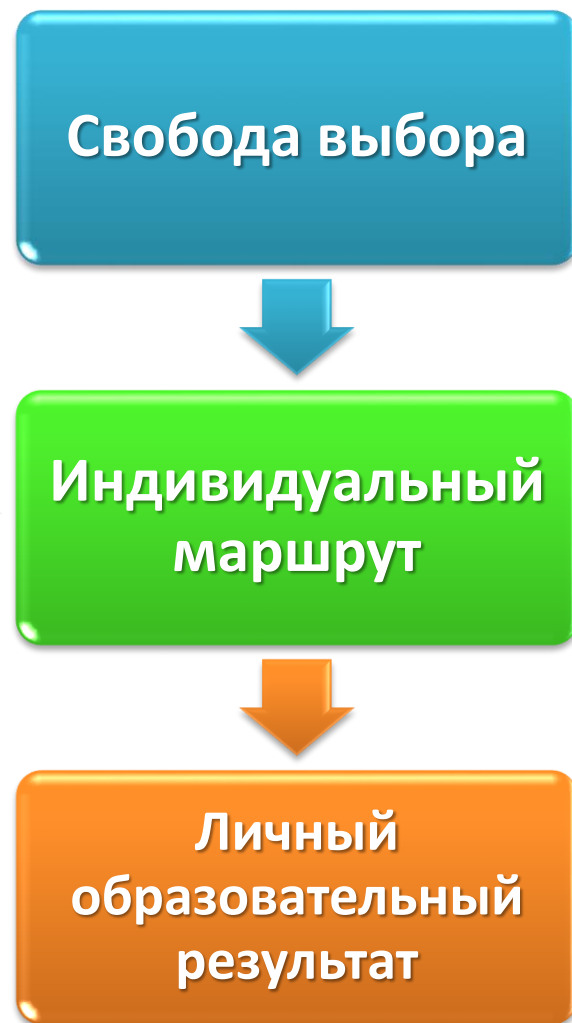 Свобода выбора
Индивидуальный
маршрут
Личный
образовательный
результат